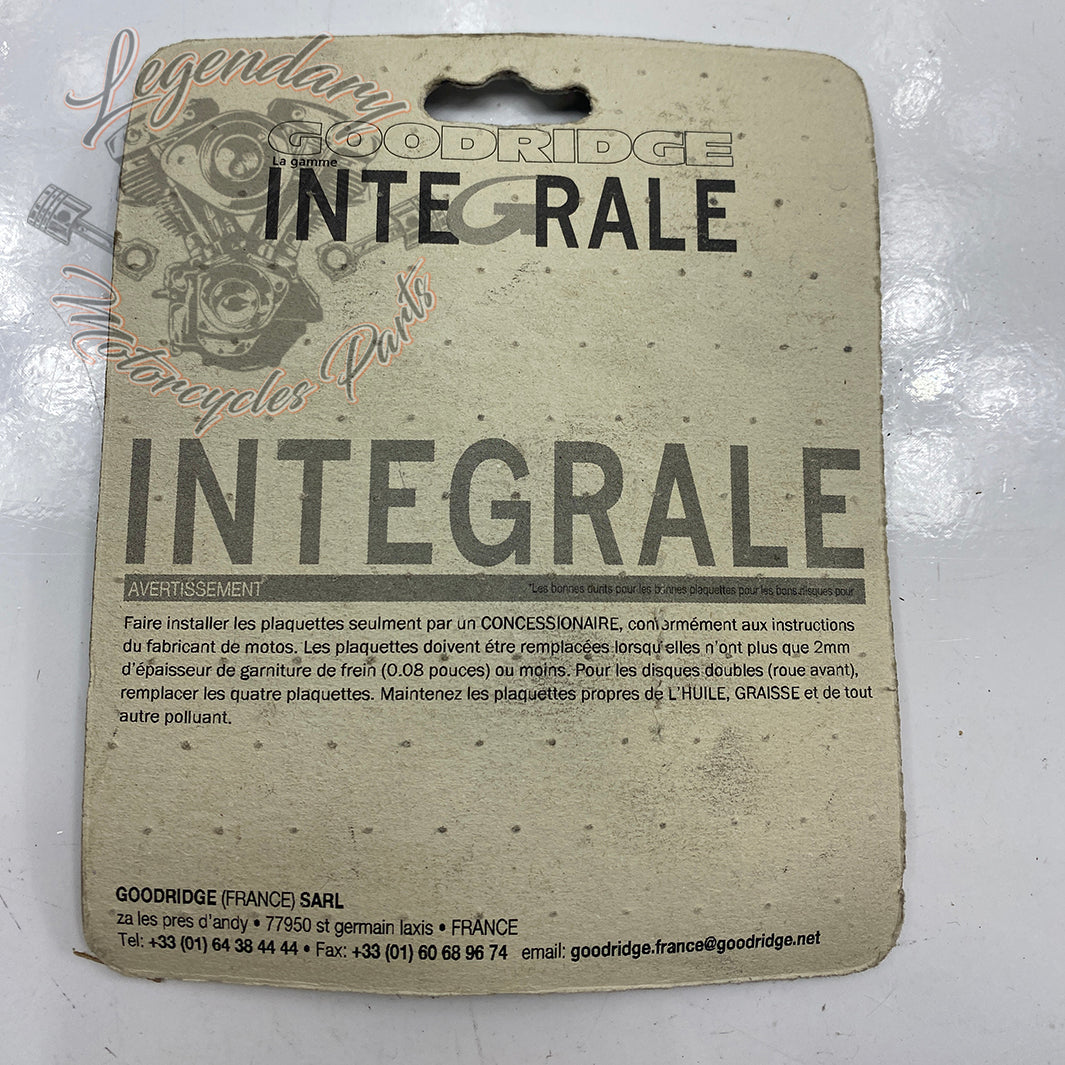 Legendary
Motorcycles Parts
GOODRIDGE
La gamme
INTEGRALE
INTEGRALE
AVERTISSEMENT
"Les bonnes durits pour les bonnes plaquettes pour les bons disques pour
Faire installer les plaquettes seulment par un CONCESSIONAIRE, conformément aux instructions
du fabricant de motos. Les plaquettes doivent étre remplacées lorsqu'elles n'ont plus que 2mm
d'épaisseur de garniture de frein (0.08 pouces) ou moins. Pour les disques doubles (roue avant),
remplacer les quatre plaquettes. Maintenez les plaquettes propres de L'HUILE, GRAISSE et de tout
autre polluant.
GOODRIDGE (FRANCE) SARL
za les pres d'andy • 77950 st germain laxis • FRANCE
Tel: +33 (01) 64 38 44 44 • Fax: +33 (01) 60 68 96 74 email: goodridge.france@goodridge.net